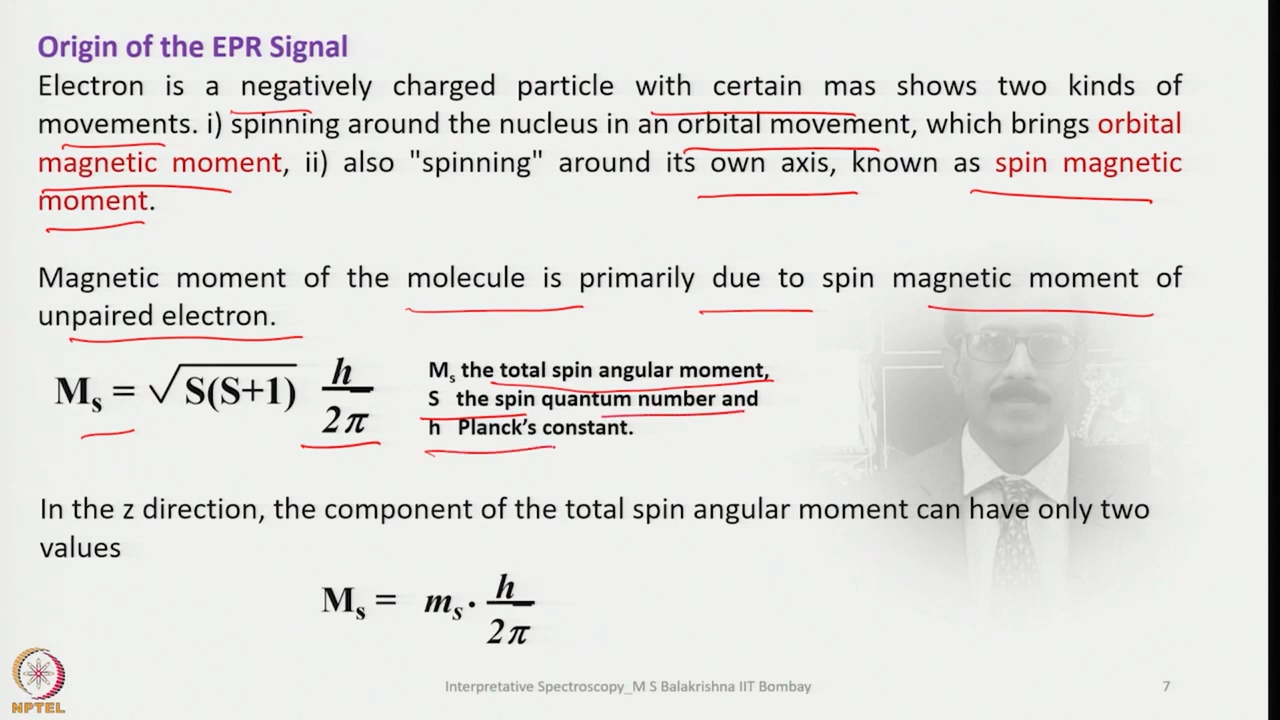 Origin of the EPR Signal
Electron is a negatively charged particle with certain mas shows two kinds of
movements. i) spinning around the nucleus in an orbital movement, which brings orbital
magnetic moment, ii) also "spinning" around its own axis, known as spin magnetic
moment.
Magnetic moment of the molecule is primarily due to spin magnetic moment of
unpaired electron.
Mₛ = √S(S+1) h/2π
Mₛ the total spin angular moment,
S the spin quantum number and
h Planck's constant.
In the z direction, the component of the total spin angular moment can have only two
values
Mₛ = mₛ · h/2π
NPTEL
Interpretative Spectroscopy_M S Balakrishna IIT Bombay 7